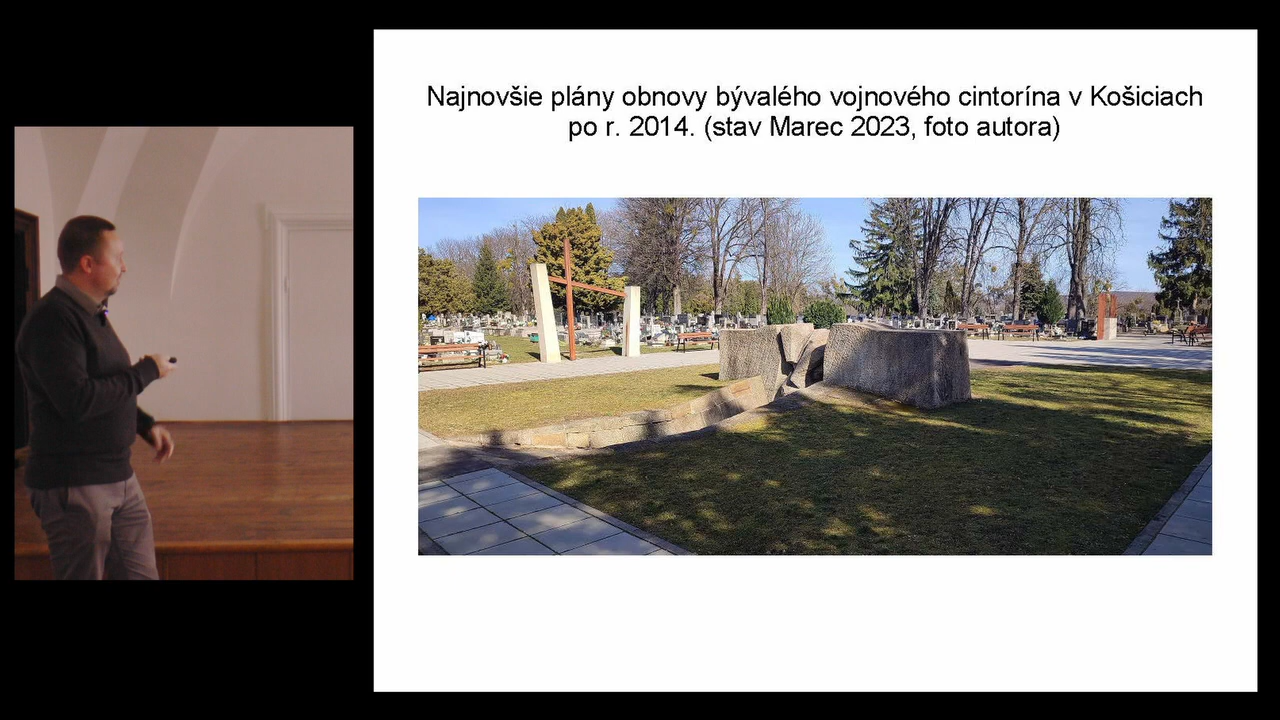 Najnovšie plány obnovy bývalého vojnového cintorína v Košiciach
po r. 2014. (stav Marec 2023, foto autora)